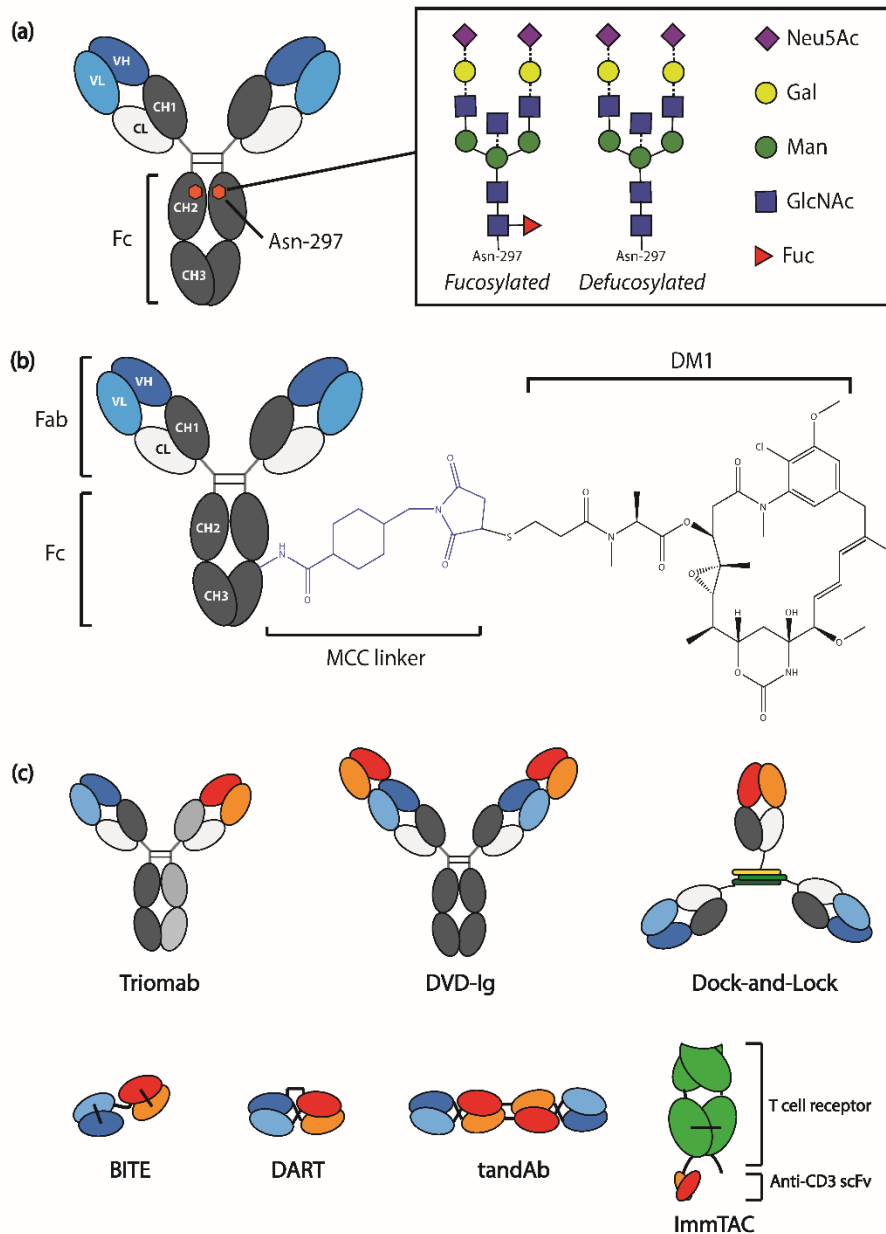 (a)
VH
VL
CH1
CL
Fc
CH2
CH3
Asn-297
Asn-297
Fucosylated
Asn-297
Defucosylated
Neu5Ac
Gal
Man
GlcNAc
Fuc
(b)
Fab
VH
VL
CH1
CL
Fc
CH2
CH3
MCC linker
DM1
NH
O
O
N
O
S
O
N
O
O
O
N
Cl
O
O
H
OH
O
O
NH
O
(c)
Triomab
DVD-Ig
Dock-and-Lock
BITE
DART
tandAb
T cell receptor
Anti-CD3 scFv
ImmTAC